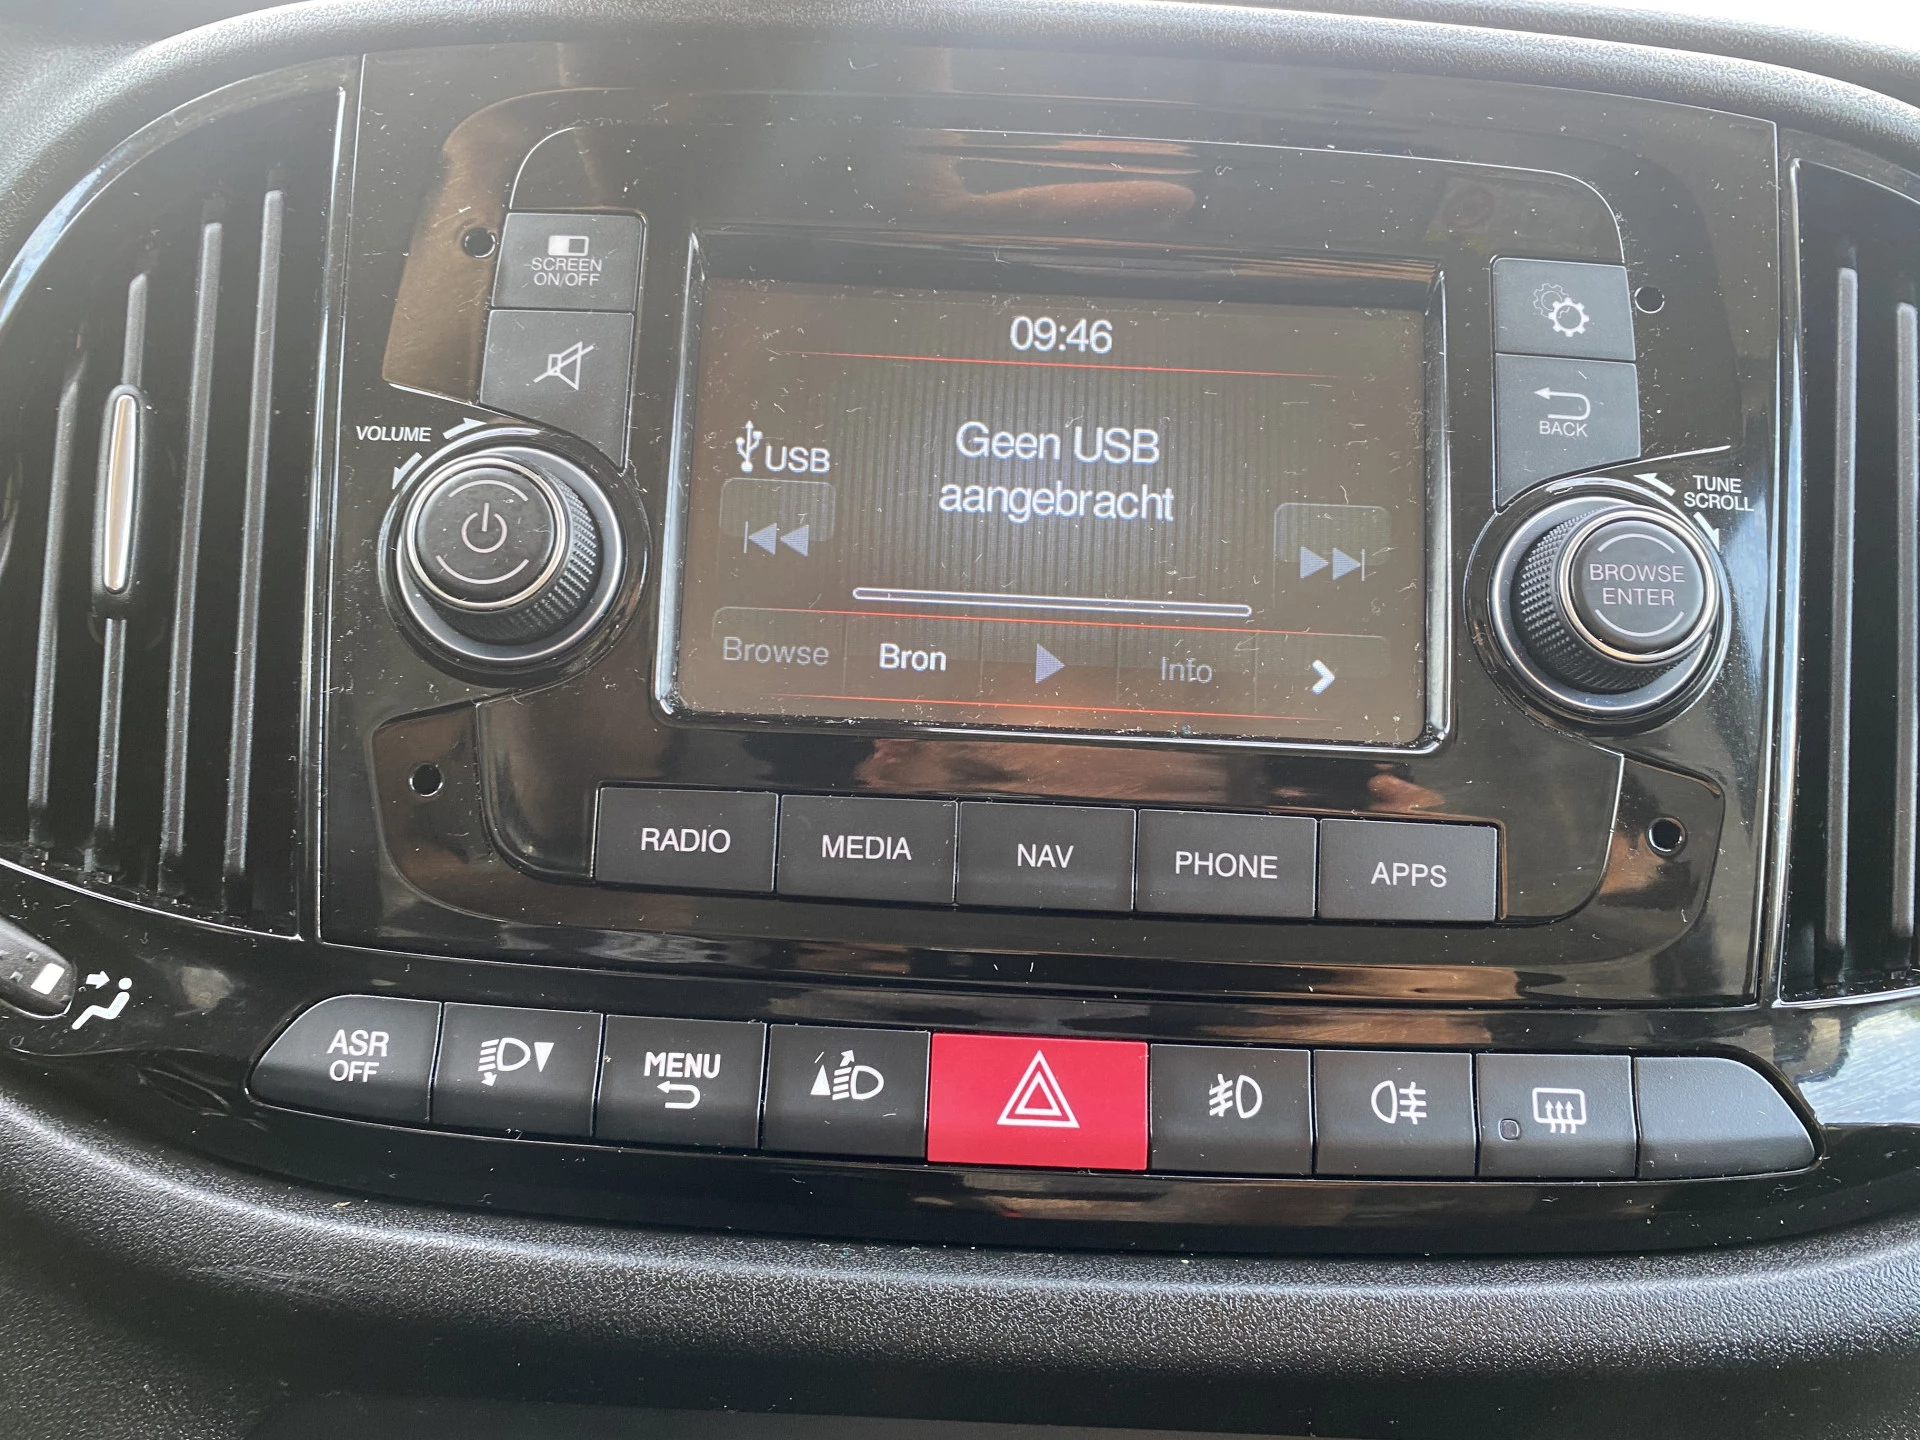 SCREEN
ON/OFF
09:46
VOLUME
USB
Geen USB
aangebracht
BACK
TUNE
SCROLL
BROWSE
ENTER
Browse
Bron
Info
RADIO
MEDIA
NAV
PHONE
APPS
ASR
OFF
MENU